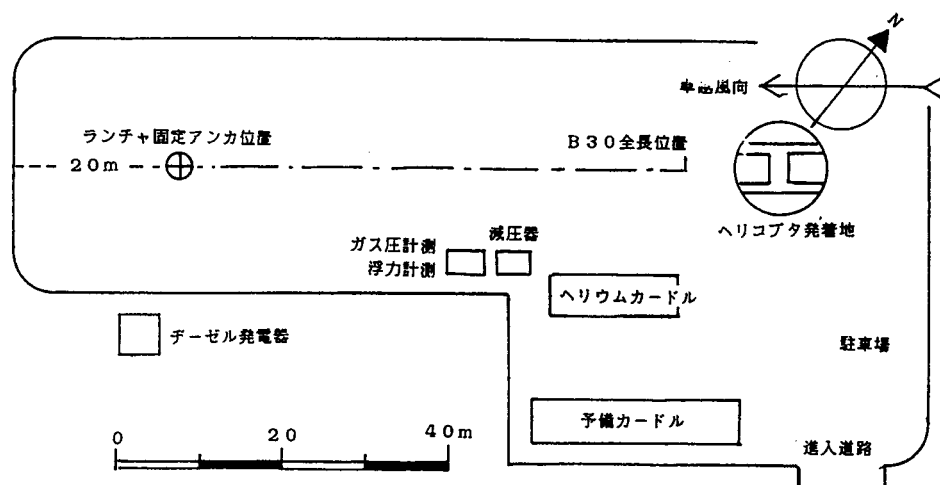 N
風向
ランチャ固定アンカ位置
B30全長位置
20m
ヘリコプタ発着地
ガス圧計測
浮力計測
減圧器
ヘリウムカードル
ヂーゼル発電器
駐車場
予備カードル
進入道路
0 20 40m